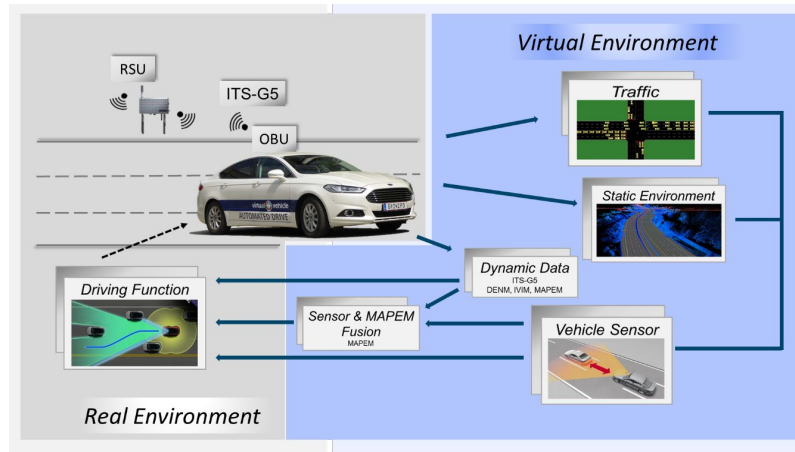 Virtual Environment
RSU
ITS-G5
OBU
Traffic
virtual vehicle
AUTOMATED DRIVE
Static Environment
Dynamic Data
ITS-G5
DENM, IVIM, MAPEM
Driving Function
Sensor & MAPEM
Fusion
MAPEM
Vehicle Sensor
Real Environment